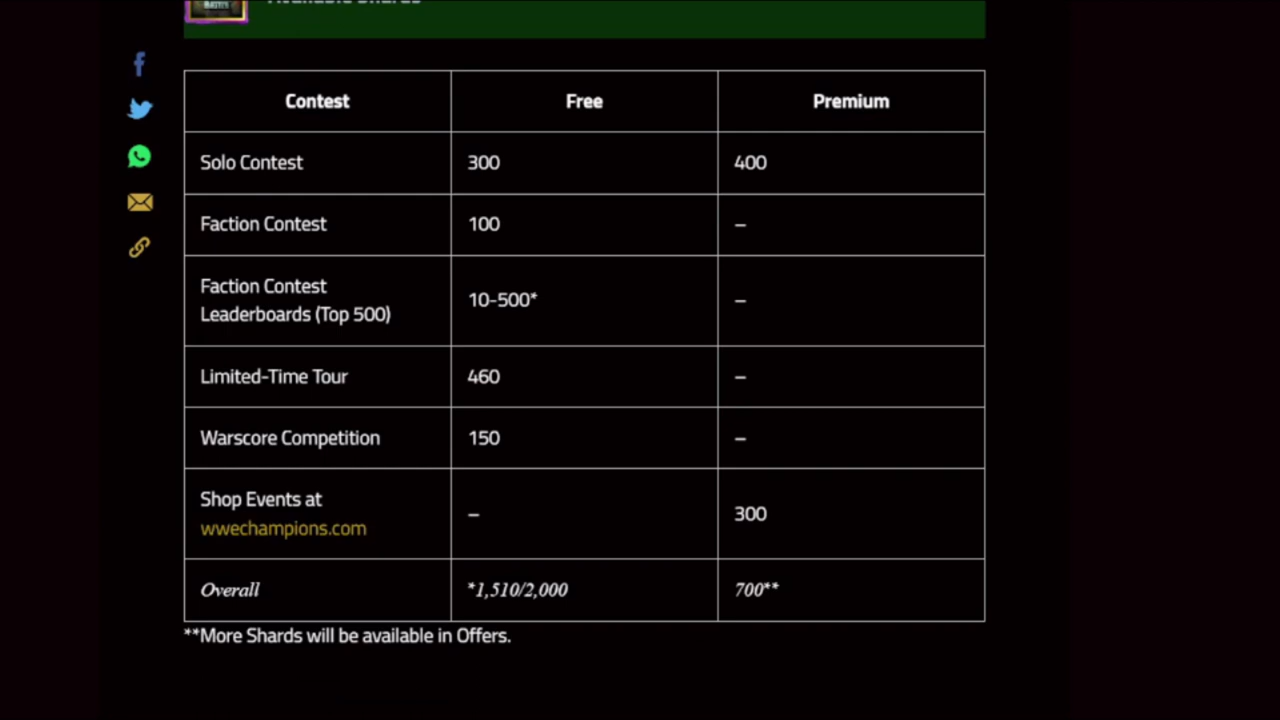 Available Shards
Contest Free Premium
Solo Contest 300 400
Faction Contest 100 –
Faction Contest
Leaderboards (Top 500) 10-500* –
Limited-Time Tour 460 –
Warscore Competition 150 –
Shop Events at
wwechampions.com – 300
Overall *1,510/2,000 700**
**More Shards will be available in Offers.